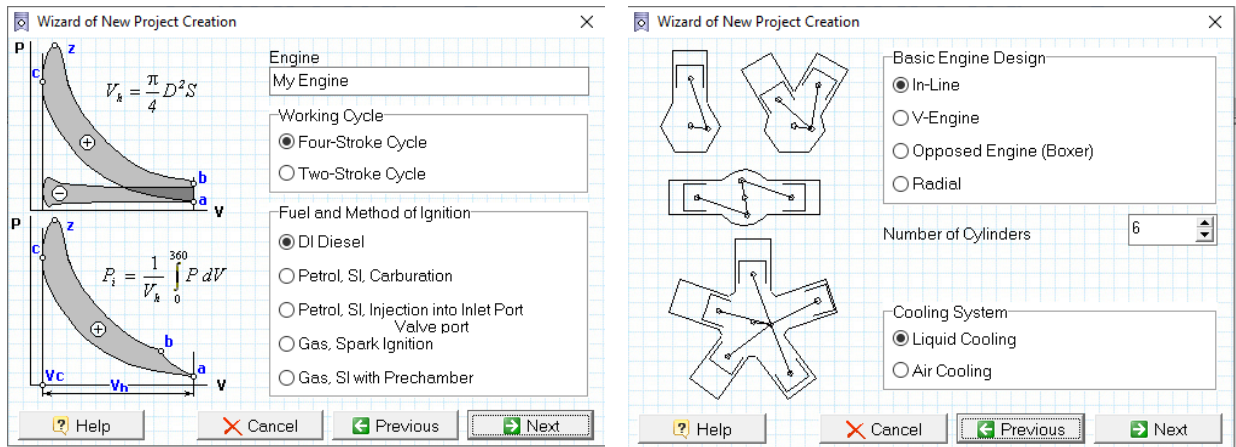 Wizard of New Project Creation
P
z
c
V_h = π/4 D²S
b
a
V
P
z
c
P_i = 1/V_h ∫₀³⁶⁰ P dV
b
a
Vc
Vh
V
Engine
My Engine
Working Cycle
Four-Stroke Cycle
Two-Stroke Cycle
Fuel and Method of Ignition
DI Diesel
Petrol, SI, Carburation
Petrol, SI, Injection into Inlet Port
Valve port
Gas, Spark Ignition
Gas, SI with Prechamber
Help
Cancel
Previous
Next
Wizard of New Project Creation
Basic Engine Design
In-Line
V-Engine
Opposed Engine (Boxer)
Radial
Number of Cylinders 6
Cooling System
Liquid Cooling
Air Cooling
Help
Cancel
Previous
Next